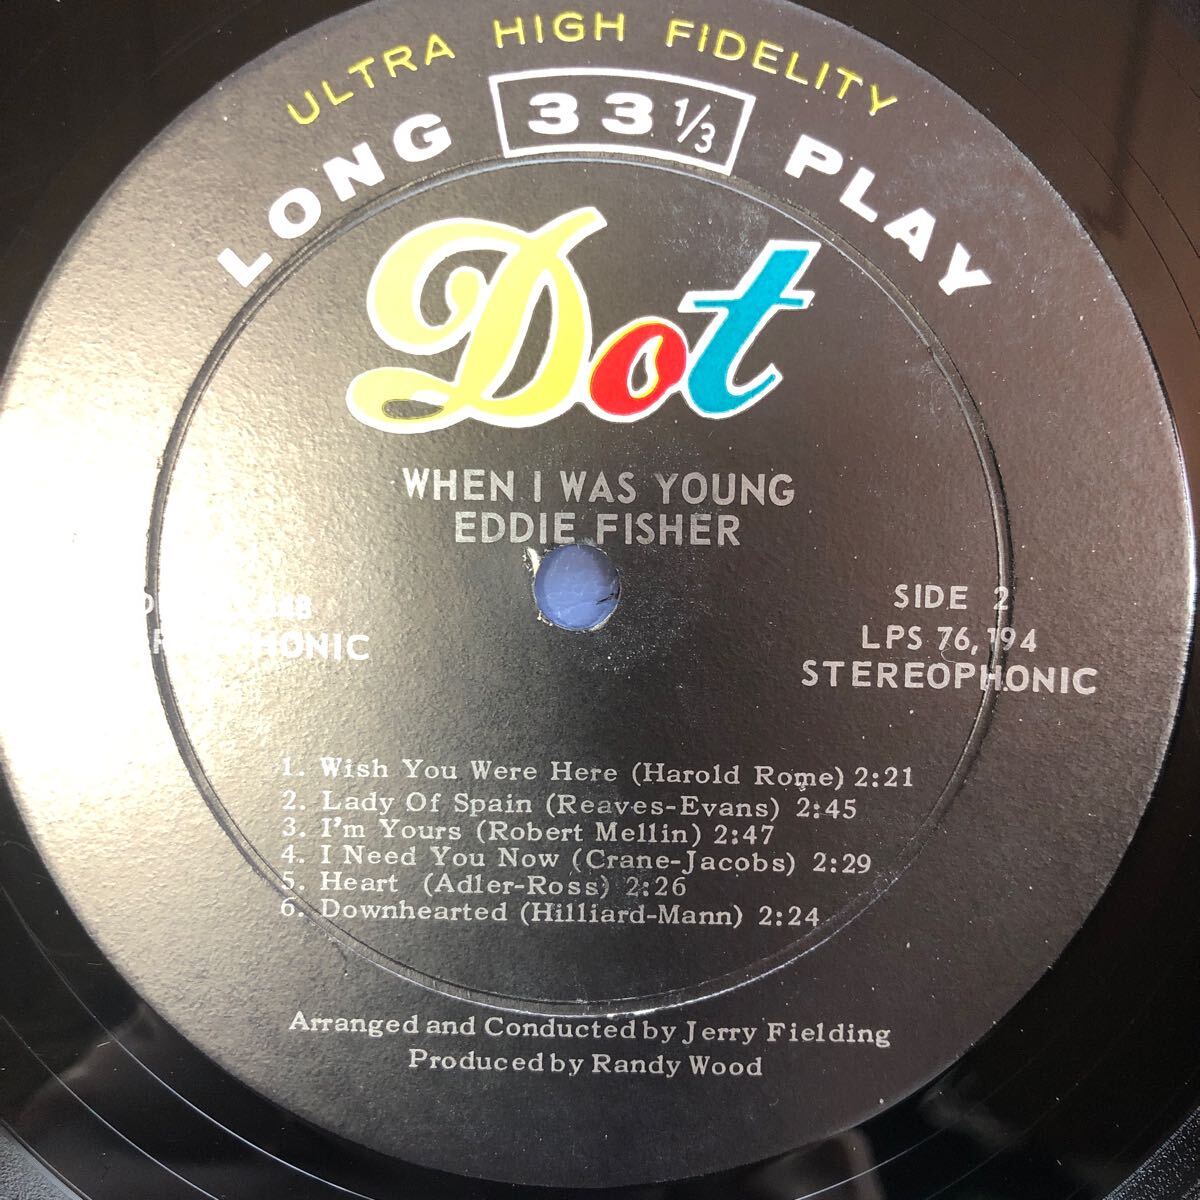 ULTRA HIGH FIDELITY
LONG 33 1/3 PLAY
Dot
WHEN I WAS YOUNG
EDDIE FISHER
SIDE 2
LPS 76,194
STEREOPHONIC
1. Wish You Were Here (Harold Rome) 2:21
2. Lady Of Spain (Reaves-Evans) 2:45
3. I'm Yours (Robert Mellin) 2:47
4. I Need You Now (Crane-Jacobs) 2:29
5. Heart (Adler-Ross) 2:26
6. Downhearted (Hilliard-Mann) 2:24
Arranged and Conducted by Jerry Fielding
Produced by Randy Wood